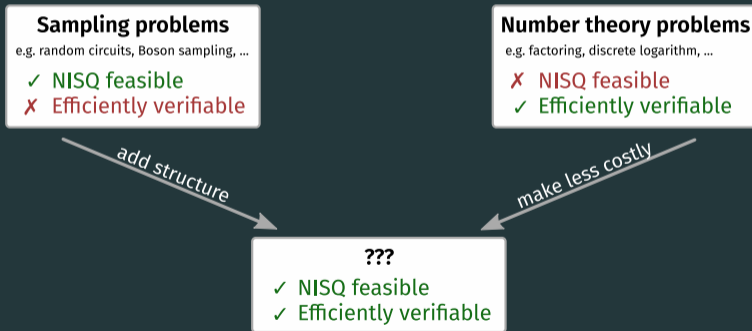 Sampling problems
e.g. random circuits, Boson sampling, ...
✓ NISQ feasible
✗ Efficiently verifiable
Number theory problems
e.g. factoring, discrete logarithm, ...
✗ NISQ feasible
✓ Efficiently verifiable
add structure
make less costly
???
✓ NISQ feasible
✓ Efficiently verifiable